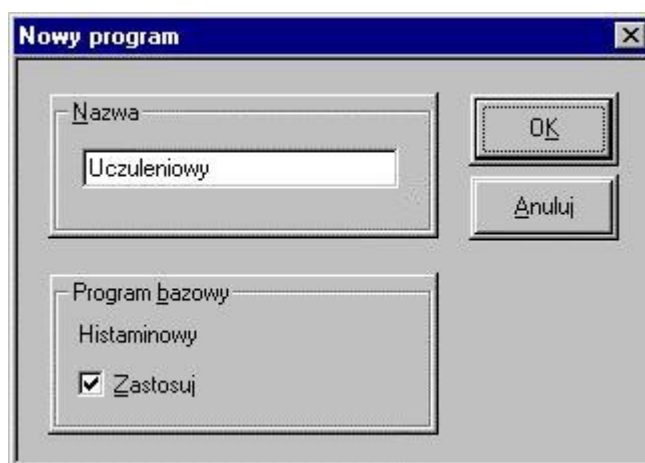 Nowy program
Nazwa
Uczuleniowy
OK
Anuluj
Program bazowy
Histaminowy
Zastosuj